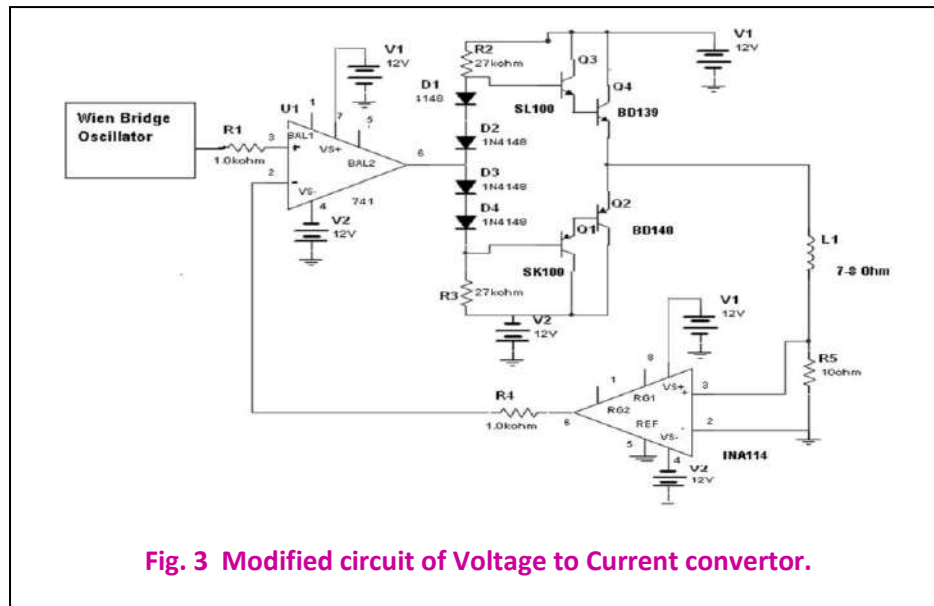 V1
12V
R2
27kohm
Q3
V1
12V
D1
1148
Q4
SL100
BD139
Wien Bridge
Oscillator
U1
1
7
5
R1
1.0kohm
3
BAL1
VS+
BAL2
6
2
VS-
4
741
D2
1N4148
D3
1N4148
V2
12V
D4
1N4148
Q2
Q1
BD140
SK100
L1
7-8 Ohm
R3
27kohm
V2
12V
V1
12V
8
R5
10ohm
1
VS+
3
RG1
RG2
R4
1.0kohm
6
REF
2
VS-
5
4
INA114
V2
12V
Fig. 3 Modified circuit of Voltage to Current convertor.